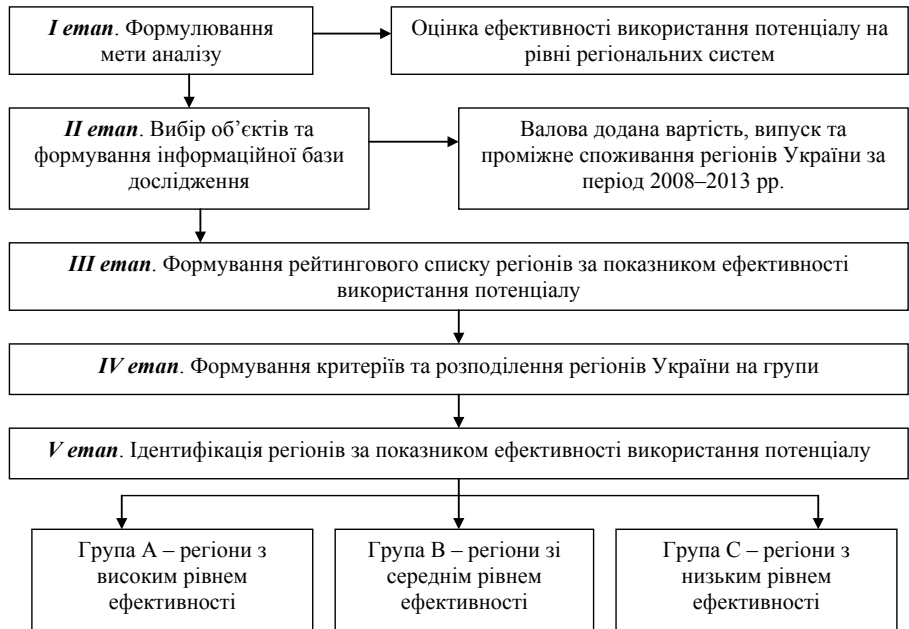 I етап. Формулювання
мети аналізу
Оцінка ефективності використання потенціалу на
рівні регіональних систем
II етап. Вибір об’єктів та
формування інформаційної бази
дослідження
Валова додана вартість, випуск та
проміжне споживання регіонів України за
період 2008–2013 рр.
III етап. Формування рейтингового списку регіонів за показником ефективності
використання потенціалу
IV етап. Формування критеріїв та розподілення регіонів України на групи
V етап. Ідентифікація регіонів за показником ефективності використання потенціалу
Група А – регіони з
високим рівнем
ефективності
Група В – регіони зі
середнім рівнем
ефективності
Група С – регіони з
низьким рівнем
ефективності